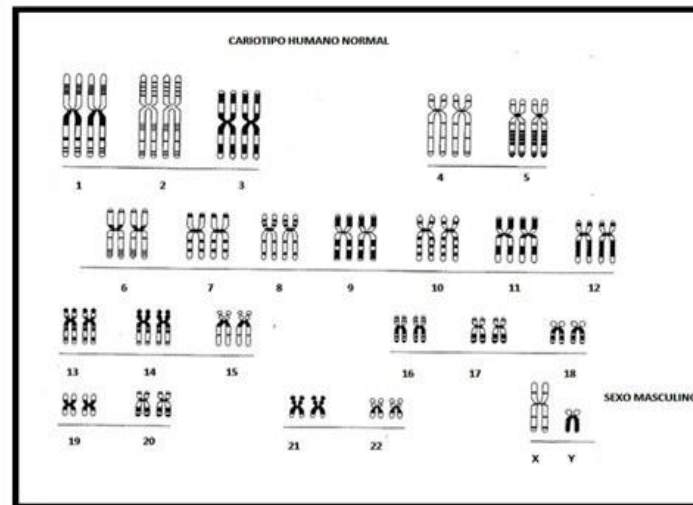 CARIOTIPO HUMANO NORMAL
1 2 3 4 5
6 7 8 9 10 11 12
13 14 15 16 17 18
SEXO MASCULINO
19 20 21 22 X Y